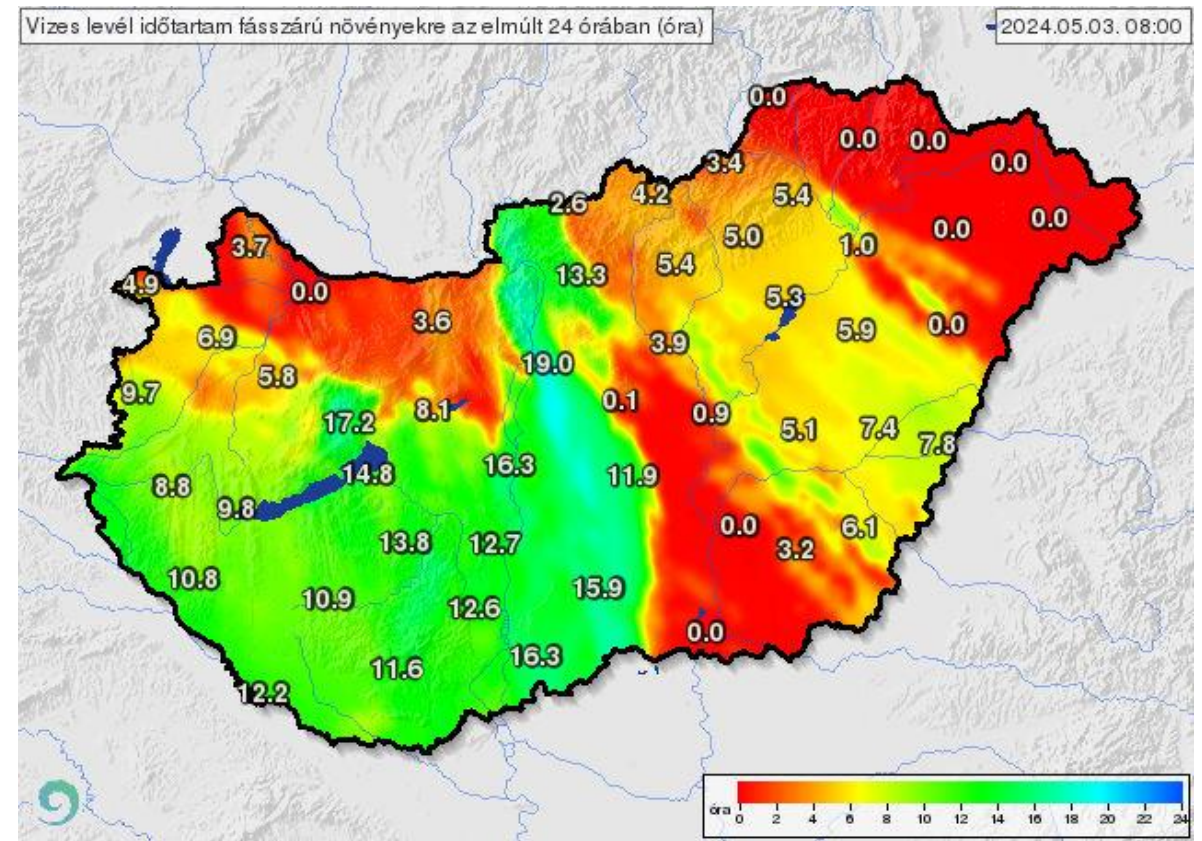 Vizes levél időtartam fásszárú növényekre az elmúlt 24 órában (óra)
2024.05.03. 08:00
0.0
0.0 0.0
3.4 0.0
2.6 4.2 5.4
0.0
3.7 5.0 1.0 0.0
5.4
4.9 0.0 13.3 5.3
3.6 5.9 0.0
6.9 3.9
5.8 19.0
9.7 8.1 0.1 0.9
17.2 5.1 7.4 7.8
14.8 16.3 11.9
8.8
9.8 0.0 6.1
13.8 12.7 3.2
10.8 15.9
10.9 12.6
0.0
11.6 16.3
12.2
óra 0 2 4 6 8 10 12 14 16 18 20 22 24